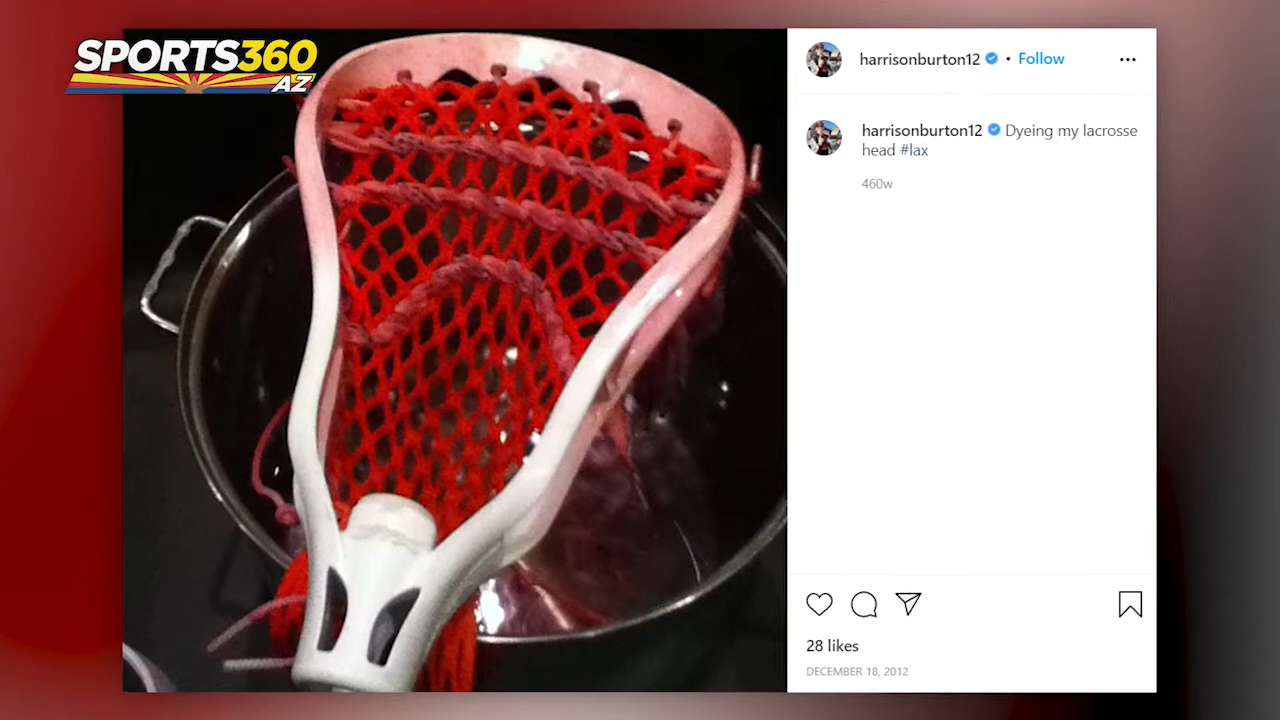 SPORTS360
AZ
harrisonburton12 • Follow
harrisonburton12 Dyeing my lacrosse
head #lax
460w
28 likes
DECEMBER 18, 2012